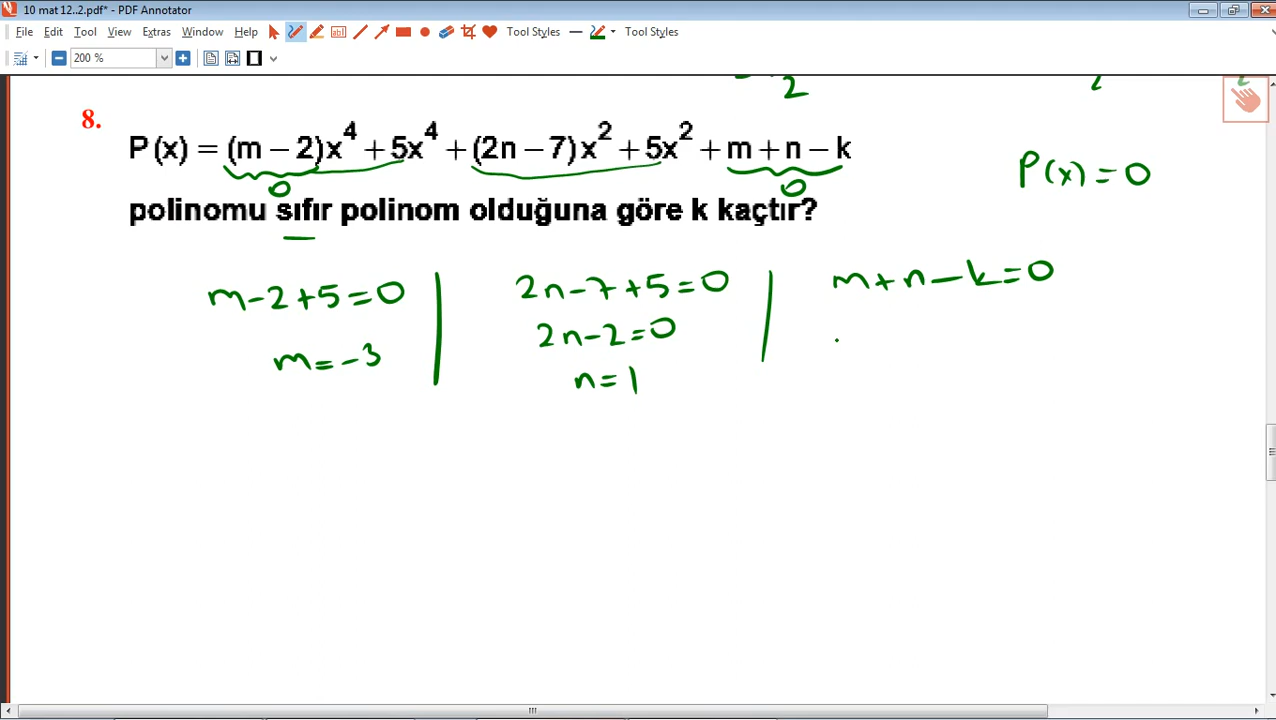 10 mat 12..2.pdf* - PDF Annotator
File Edit Tool View Extras Window Help Tool Styles Tool Styles
200 %
2
8. P(x) = (m − 2)x⁴ + 5x⁴ + (2n − 7)x² + 5x² + m + n − k
P(x) = 0
0 0
polinomu sıfır polinom olduğuna göre k kaçtır?
m-2+5=0
m=-3
2n-7+5=0
2n-2=0
n=1
m+n-k=0